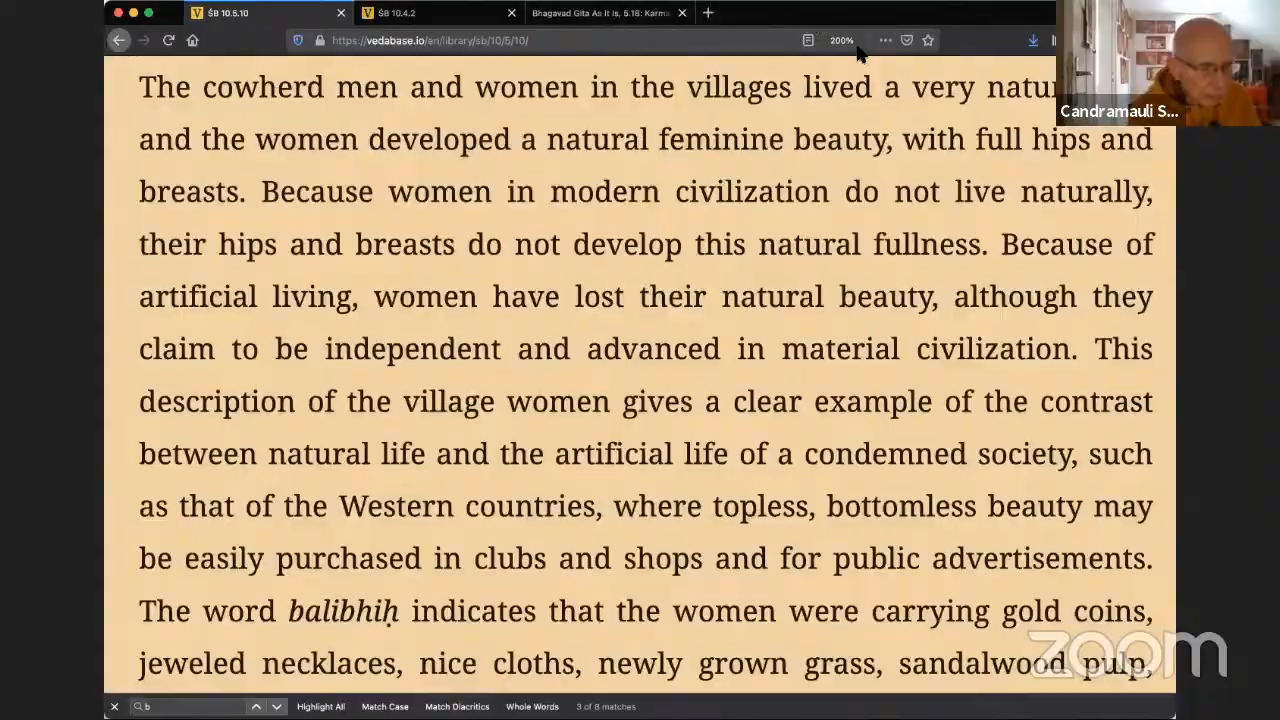 ŚB 10.5.10
ŚB 10.4.2
Bhagavad Gita As It Is, 5.18: Karma
https://vedabase.io/en/library/sb/10/5/10/
200%
Candramauli S...
The cowherd men and women in the villages lived a very natur
and the women developed a natural feminine beauty, with full hips and
breasts. Because women in modern civilization do not live naturally,
their hips and breasts do not develop this natural fullness. Because of
artificial living, women have lost their natural beauty, although they
claim to be independent and advanced in material civilization. This
description of the village women gives a clear example of the contrast
between natural life and the artificial life of a condemned society, such
as that of the Western countries, where topless, bottomless beauty may
be easily purchased in clubs and shops and for public advertisements.
The word balibhiḥ indicates that the women were carrying gold coins,
jeweled necklaces, nice cloths, newly grown grass, sandalwood pulp,
zoom
b
Highlight All Match Case Match Diacritics Whole Words 3 of 8 matches